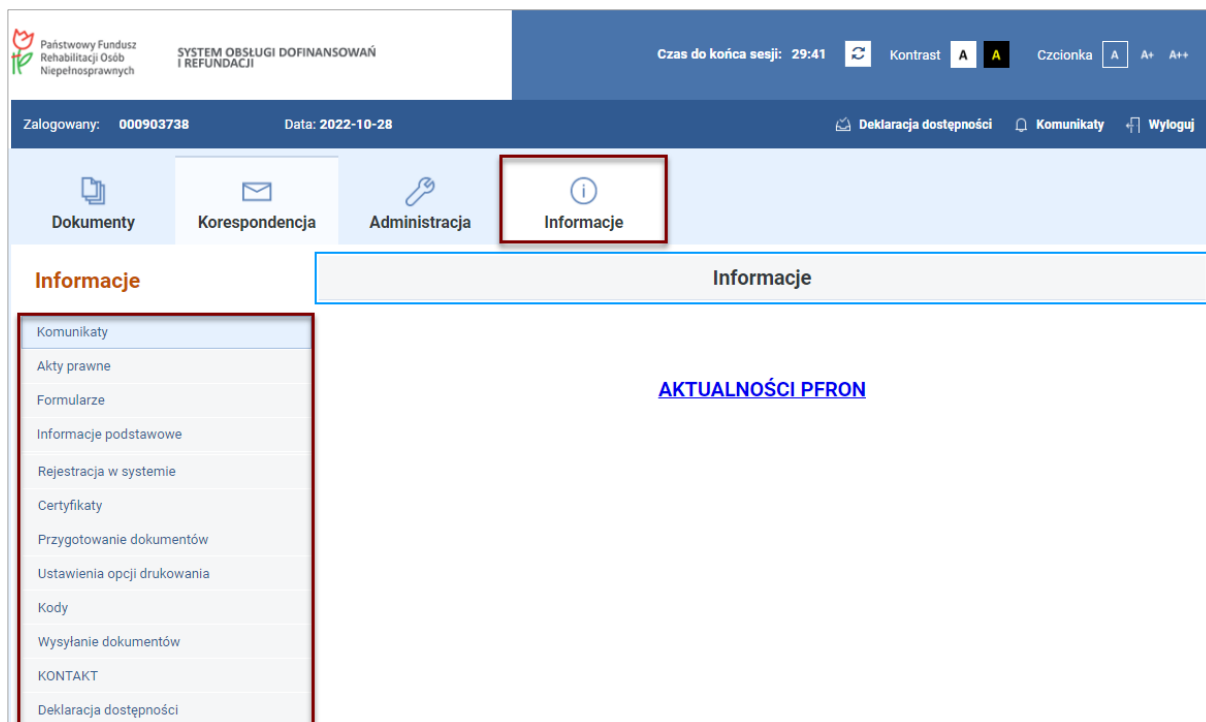 Państwowy Fundusz
Rehabilitacji Osób
Niepełnosprawnych
SYSTEM OBSŁUGI DOFINANSOWAŃ
I REFUNDACJI
Czas do końca sesji: 29:41 Kontrast A A Czcionka A A+ A++
Zalogowany: 000903738 Data: 2022-10-28 Deklaracja dostępności Komunikaty Wyloguj
Dokumenty Korespondencja Administracja Informacje
Informacje
Informacje
Komunikaty
Akty prawne
AKTUALNOŚCI PFRON
Formularze
Informacje podstawowe
Rejestracja w systemie
Certyfikaty
Przygotowanie dokumentów
Ustawienia opcji drukowania
Kody
Wysyłanie dokumentów
KONTAKT
Deklaracja dostępności